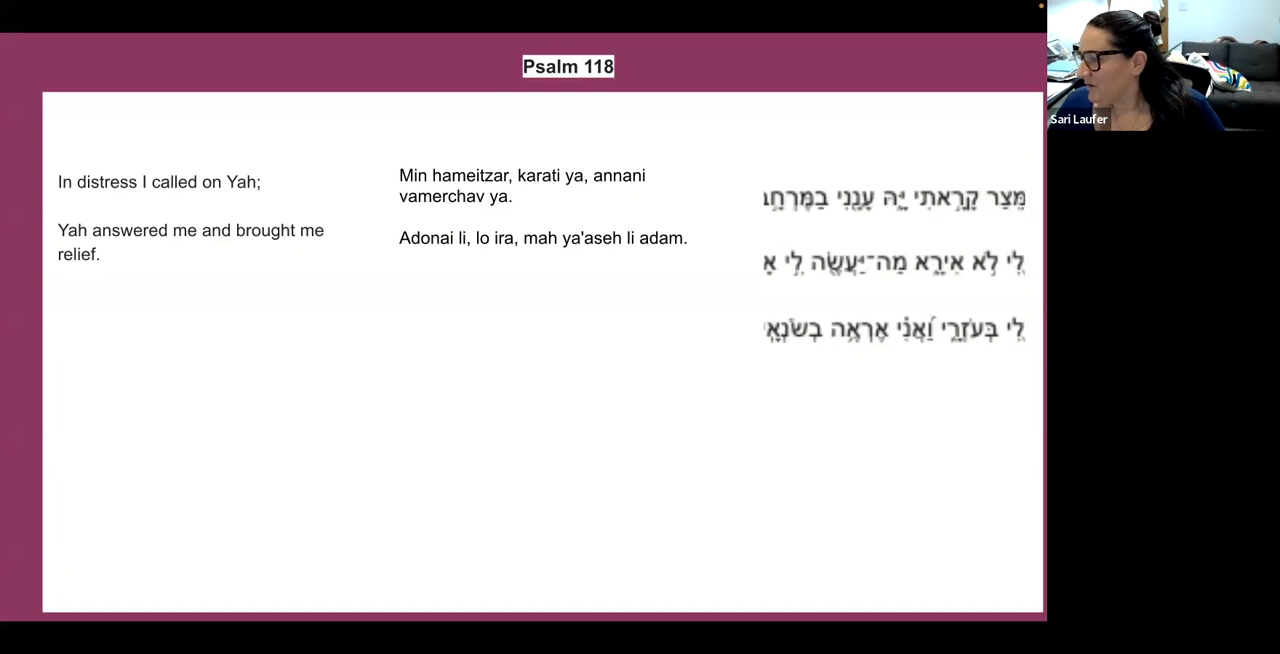 Psalm 118
Sari Laufer
In distress I called on Yah;
Yah answered me and brought me
relief.
Min hameitzar, karati ya, annani
vamerchav ya.
Adonai li, lo ira, mah ya'aseh li adam.
מֵּצַר קָרָאתִי יָּהּ עָנָנִי
לִי לֹא אִירָא מַה־יַּעֲשֶׂה לִי
לִי בְּעֹזְרָי וַאֲנִי אֶרְאֶה